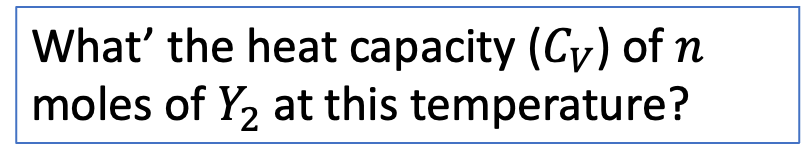 What’ the heat capacity (C_V) of n
moles of Y_2 at this temperature?